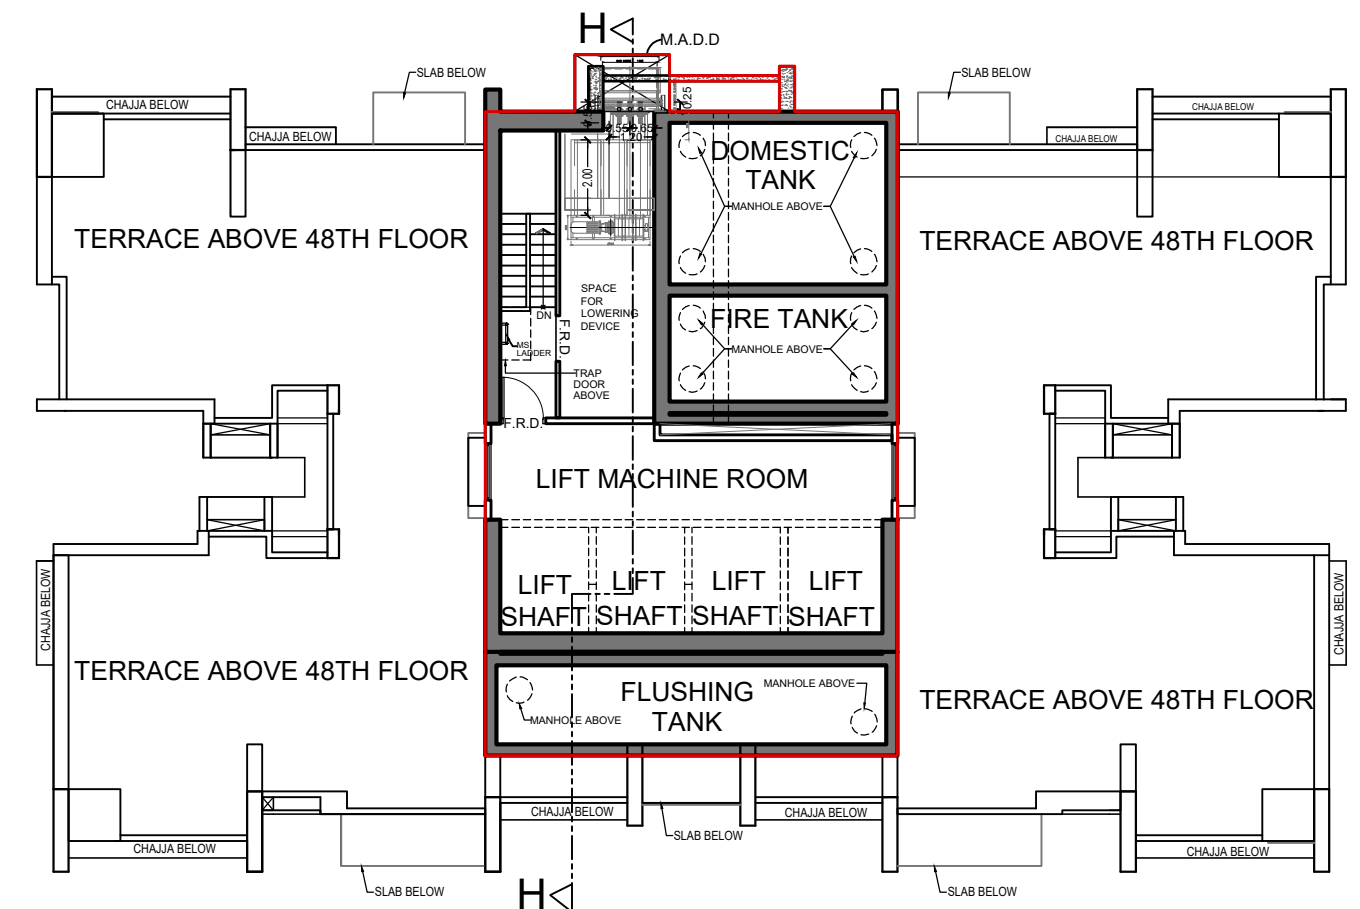 H
M.A.D.D
SLAB BELOW
SLAB BELOW
CHAJJA BELOW
CHAJJA BELOW
CHAJJA BELOW
CHAJJA BELOW
0.25
1.20
2.00
DOMESTIC
TANK
MANHOLE ABOVE
TERRACE ABOVE 48TH FLOOR
TERRACE ABOVE 48TH FLOOR
SPACE
FOR
LOWERING
DEVICE
DN
F.R.D.
MS
LADDER
TRAP
DOOR
ABOVE
FIRE TANK
MANHOLE ABOVE
F.R.D.
LIFT MACHINE ROOM
LIFT
SHAFT
LIFT
SHAFT
LIFT
SHAFT
LIFT
SHAFT
CHAJJA BELOW
CHAJJA BELOW
TERRACE ABOVE 48TH FLOOR
TERRACE ABOVE 48TH FLOOR
FLUSHING
TANK
MANHOLE ABOVE
MANHOLE ABOVE
CHAJJA BELOW
CHAJJA BELOW
SLAB BELOW
CHAJJA BELOW
CHAJJA BELOW
SLAB BELOW
SLAB BELOW
H